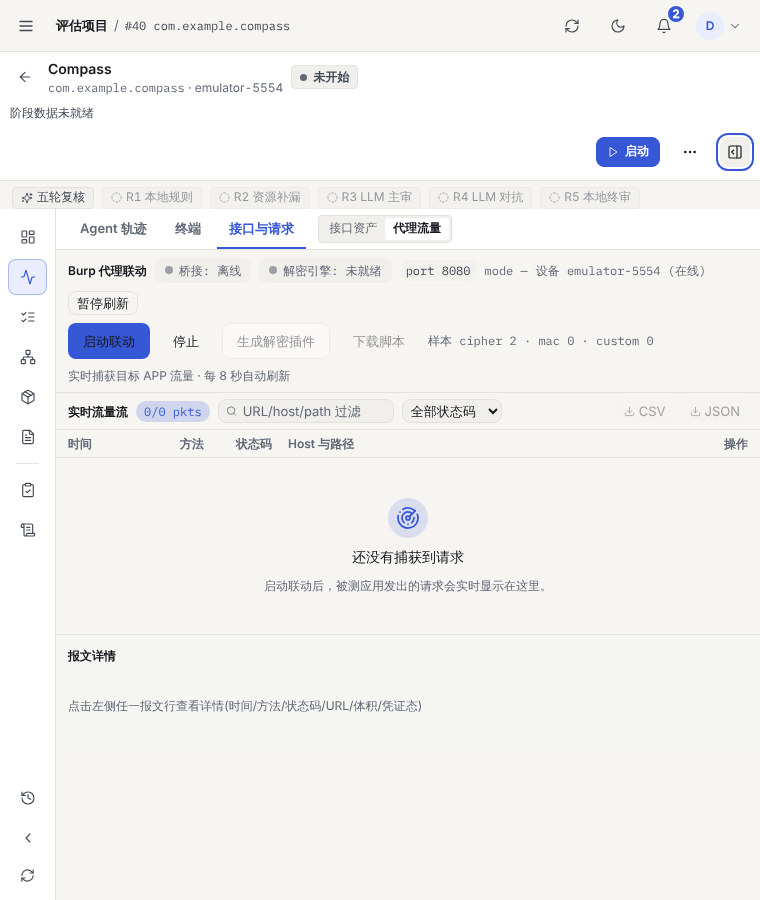 评估项目 / #40 com.example.compass
2
D
Compass
com.example.compass · emulator-5554
未开始
阶段数据未就绪
启动
五轮复核 R1 本地规则 R2 资源补漏 R3 LLM 主审 R4 LLM 对抗 R5 本地终审
Agent 轨迹 终端 接口与请求 接口资产 代理流量
Burp 代理联动 桥接: 离线 解密引擎: 未就绪 port 8080 mode — 设备 emulator-5554 (在线)
暂停刷新
启动联动 停止 生成解密插件 下载脚本 样本 cipher 2 · mac 0 · custom 0
实时捕获目标 APP 流量 · 每 8 秒自动刷新
实时流量流 0/0 pkts URL/host/path 过滤 全部状态码 CSV JSON
时间 方法 状态码 Host 与路径 操作
还没有捕获到请求
启动联动后，被测应用发出的请求会实时显示在这里。
报文详情
点击左侧任一报文行查看详情(时间/方法/状态码/URL/体积/凭证态)